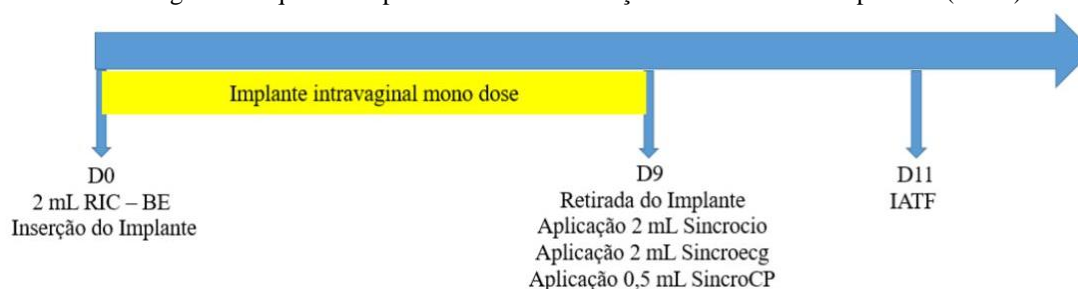 Implante intravaginal mono dose
D0
2 mL RIC – BE
Inserção do Implante
D9
Retirada do Implante
Aplicação 2 mL Sincrocio
Aplicação 2 mL Sincroecg
Aplicação 0,5 mL SincroCP
D11
IATF